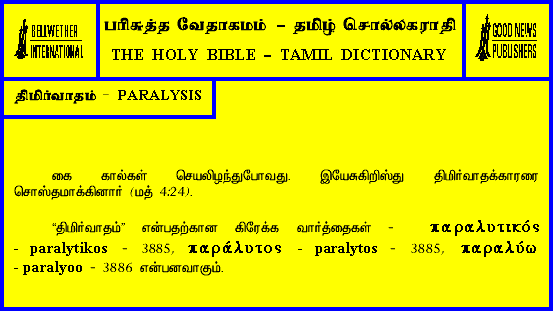 BELLWETHER
INTERNATIONAL
பரிசுத்த வேதாகமம் - தமிழ் சொல்லகராதி
THE HOLY BIBLE - TAMIL DICTIONARY
GOOD NEWS
PUBLISHERS
திமிர்வாதம் - PARALYSIS
கை கால்கள் செயலிழந்துபோவது. இயேசுகிறிஸ்து திமிர்வாதக்காரரை
சொஸ்தமாக்கினார் (மத் 4:24).
“திமிர்வாதம்” என்பதற்கான கிரேக்க வார்த்தைகள் - παραλυτικός
- paralytikos - 3885, παράλυτος - paralytos - 3885, παραλύω
- paralyoo - 3886 என்பனவாகும்.